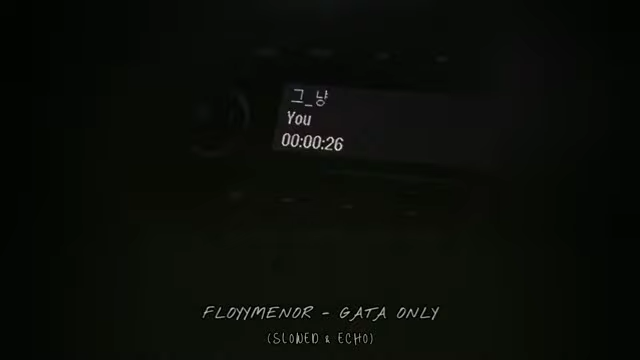 그_냥
You
00:00:26
FLOYYMENOR - GATA ONLY
(SLOWED & ECHO)